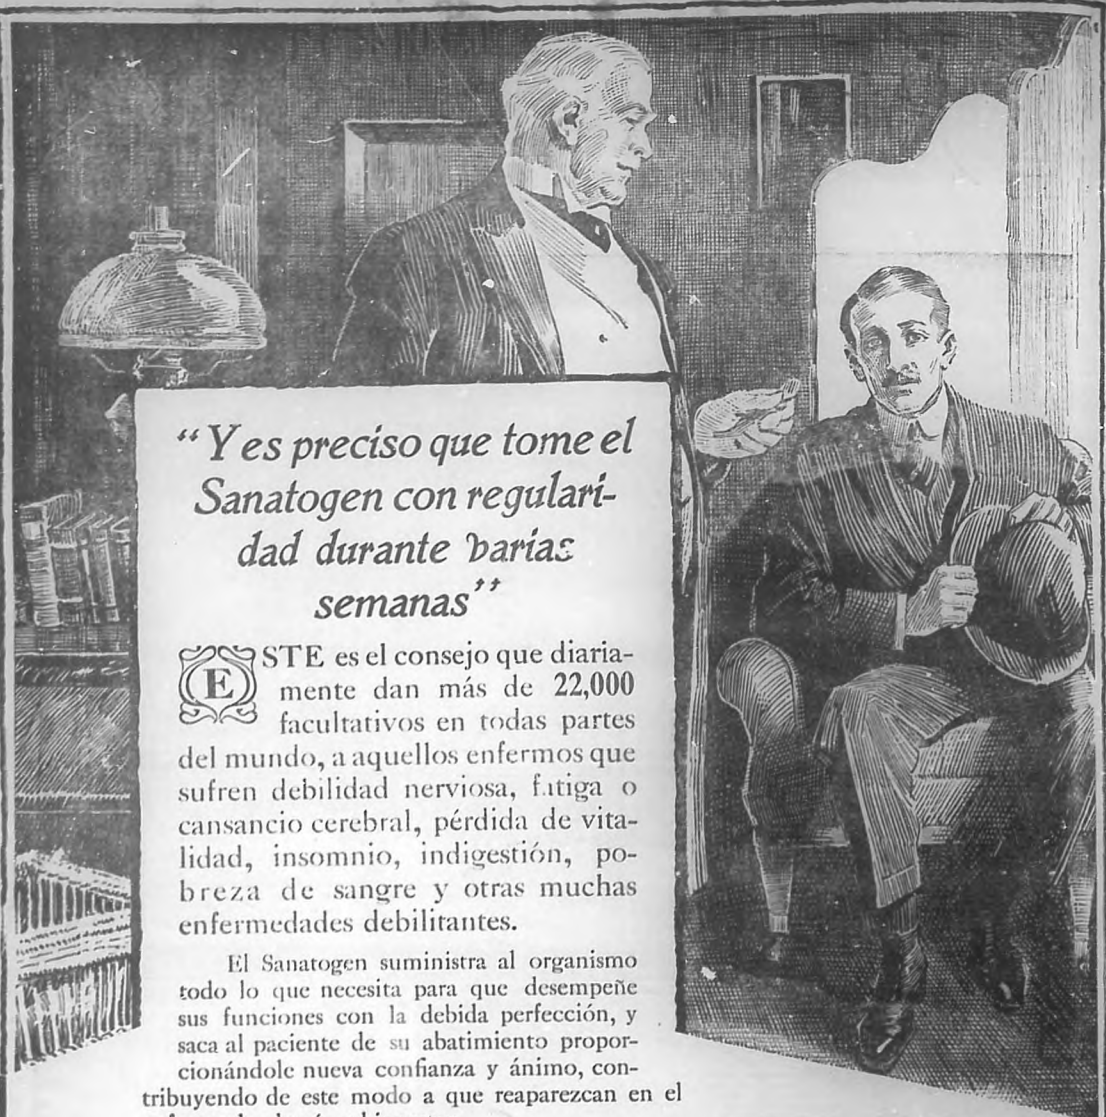 “Y es preciso que tome el
Sanatogen con regulari-
dad durante varias
semanas”
ESTE es el consejo que diaria-
mente dan más de 22,000
facultativos en todas partes
del mundo, a aquellos enfermos que
sufren debilidad nerviosa, fatiga o
cansancio cerebral, pérdida de vita-
lidad, insomnio, indigestión, po-
breza de sangre y otras muchas
enfermedades debilitantes.
El Sanatogen suministra al organismo
todo lo que necesita para que desempeñe
sus funciones con la debida perfección, y
saca al paciente de su abatimiento propor-
cionándole nueva confianza y ánimo, con-
tribuyendo de este modo a que reaparezcan en el